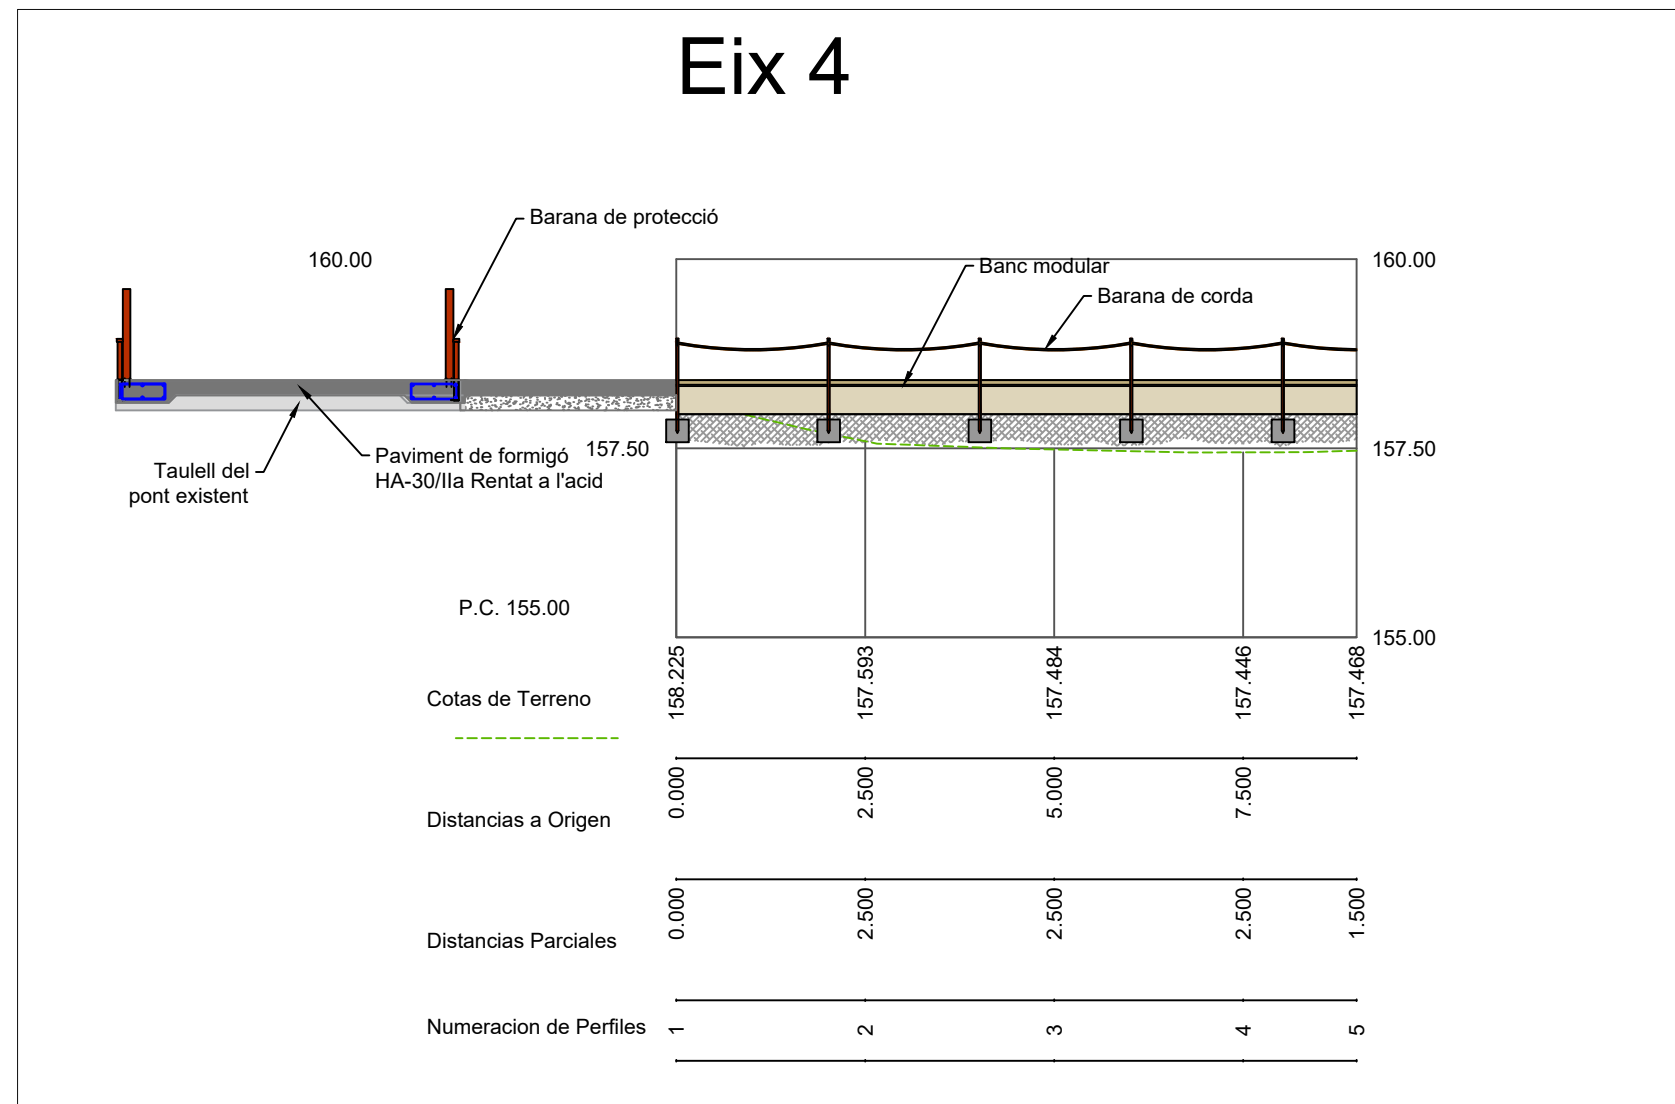 Eix 4
Barana de protecció
160.00
Banc modular
160.00
Barana de corda
Paviment de formigó
HA-30/IIa Rentat a l'acid
157.50
157.50
Taulell del
pont existent
P.C. 155.00
155.00
Cotas de Terreno
158.225
157.593
157.484
157.446
157.468
Distancias a Origen
0.000
2.500
5.000
7.500
Distancias Parciales
0.000
2.500
2.500
2.500
1.500
Numeracion de Perfiles
1
2
3
4
5